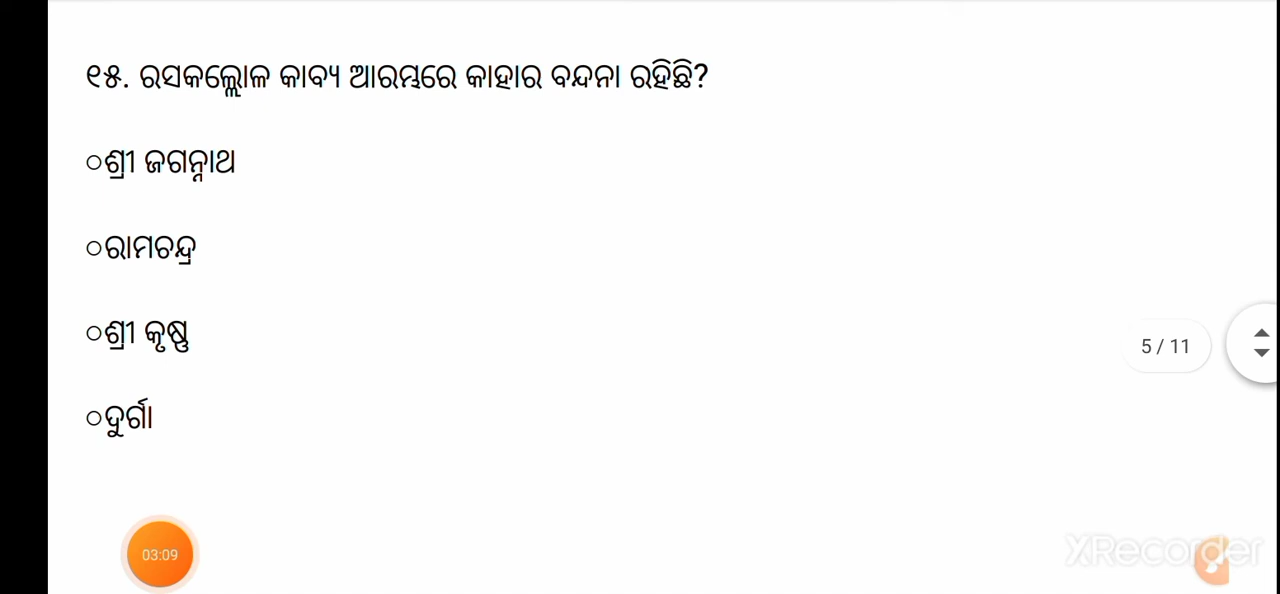 ୧୫. ରସକଲ୍ଲୋଳ କାବ୍ୟ ଆରମ୍ଭରେ କାହାର ବନ୍ଦନା ରହିଛି?
○ଶ୍ରୀ ଜଗନ୍ନାଥ
○ରାମଚନ୍ଦ୍ର
○ଶ୍ରୀ କୃଷ୍ଣ
5 / 11
○ଦୁର୍ଗା
03:09
XRecorder